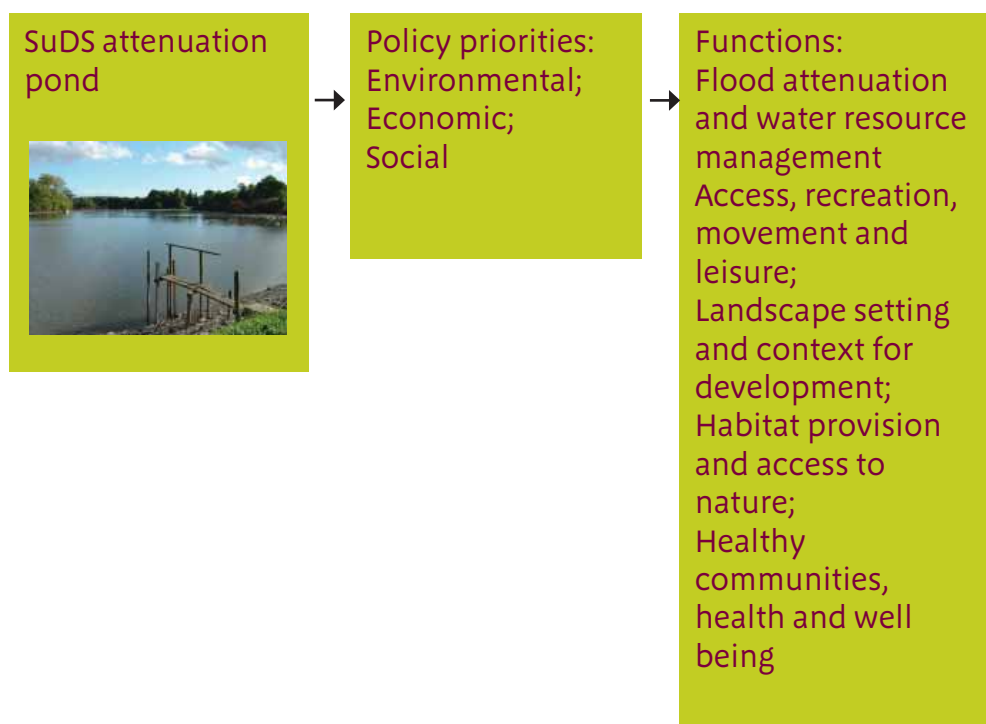 SuDS attenuation
pond
Policy priorities:
Environmental;
Economic;
Social
Functions:
Flood attenuation
and water resource
management
Access, recreation,
movement and
leisure;
Landscape setting
and context for
development;
Habitat provision
and access to
nature;
Healthy
communities,
health and well
being